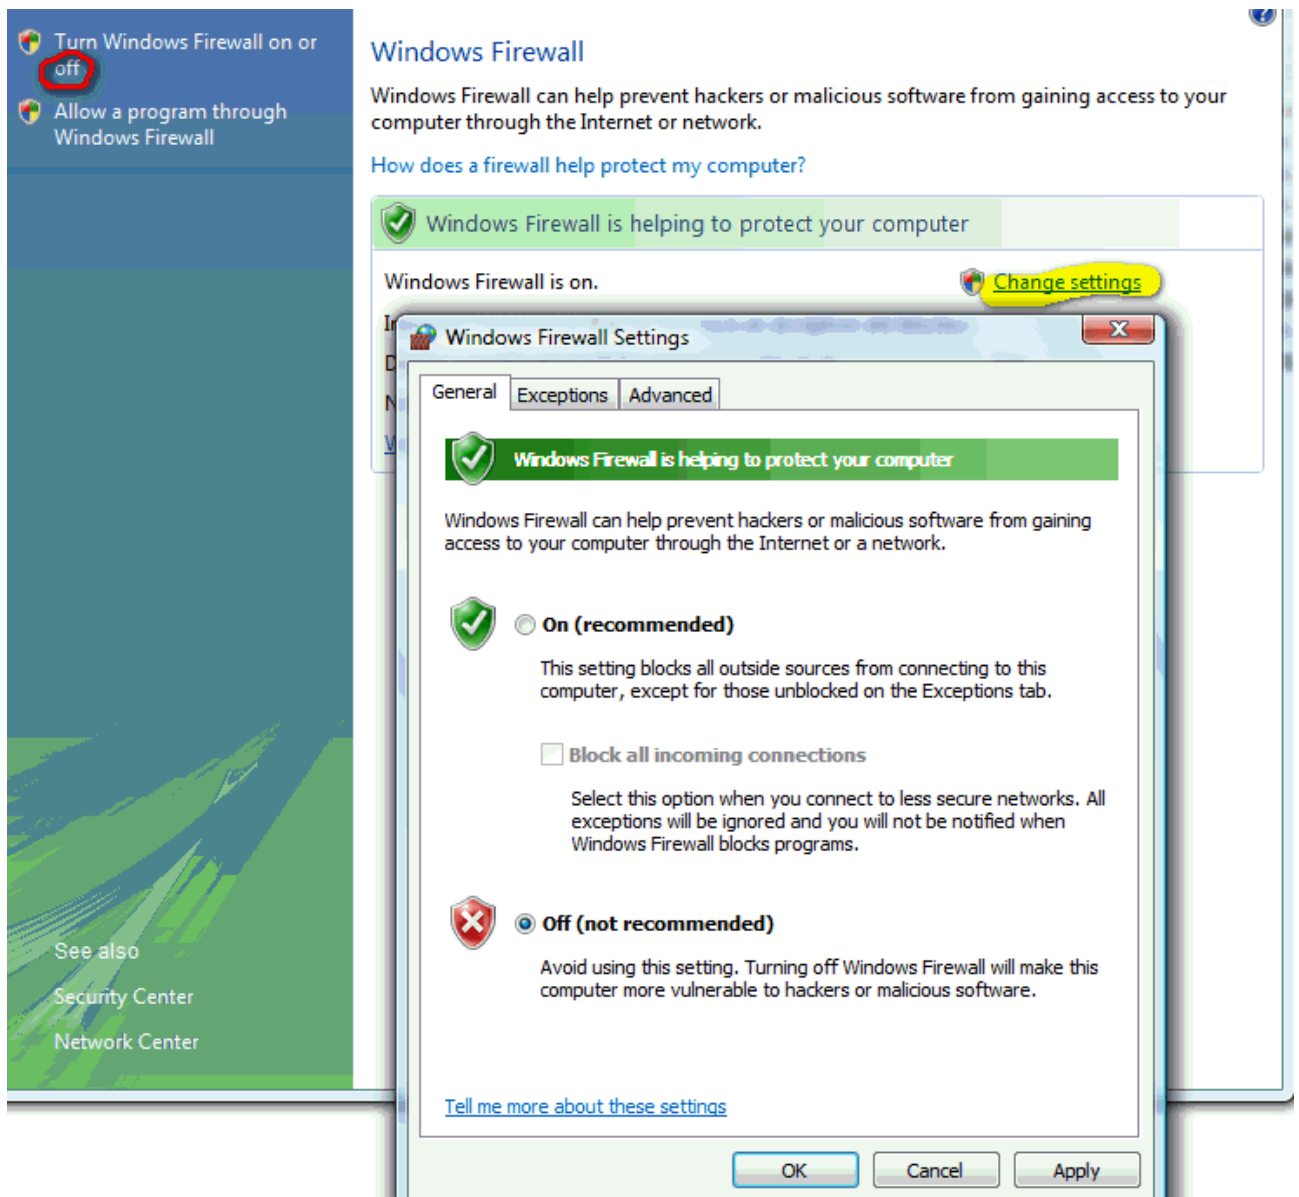 Turn Windows Firewall on or
off
Allow a program through
Windows Firewall
Windows Firewall
Windows Firewall can help prevent hackers or malicious software from gaining access to your
computer through the Internet or network.
How does a firewall help protect my computer?
Windows Firewall is helping to protect your computer
Windows Firewall is on.
Change settings
Windows Firewall Settings
General
Exceptions
Advanced
Windows Firewall is helping to protect your computer
Windows Firewall can help prevent hackers or malicious software from gaining
access to your computer through the Internet or a network.
On (recommended)
This setting blocks all outside sources from connecting to this
computer, except for those unblocked on the Exceptions tab.
Block all incoming connections
Select this option when you connect to less secure networks. All
exceptions will be ignored and you will not be notified when
Windows Firewall blocks programs.
Off (not recommended)
Avoid using this setting. Turning off Windows Firewall will make this
computer more vulnerable to hackers or malicious software.
Tell me more about these settings
OK
Cancel
Apply
See also
Security Center
Network Center